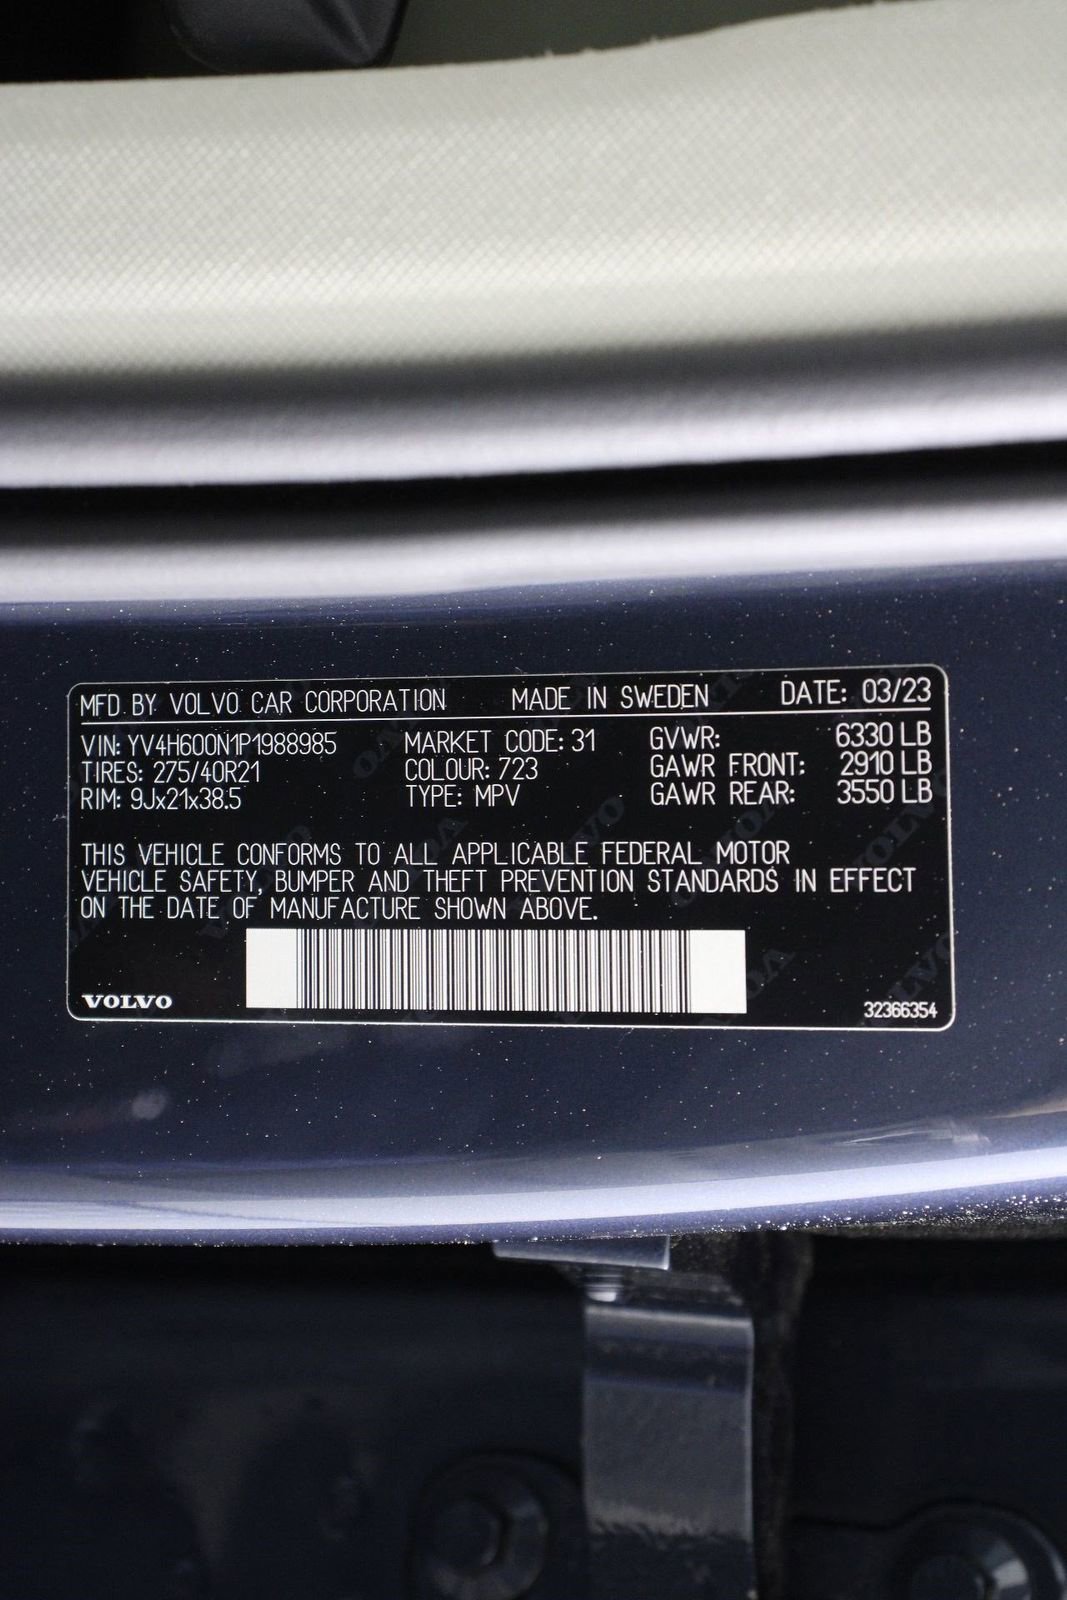 MFD BY VOLVO CAR CORPORATION MADE IN SWEDEN DATE: 03/23
VIN: YV4H600N1P1988985 MARKET CODE: 31 GVWR: 6330 LB
TIRES: 275/40R21 COLOUR: 723 GAWR FRONT: 2910 LB
RIM: 9Jx21x38.5 TYPE: MPV GAWR REAR: 3550 LB
THIS VEHICLE CONFORMS TO ALL APPLICABLE FEDERAL MOTOR
VEHICLE SAFETY, BUMPER AND THEFT PREVENTION STANDARDS IN EFFECT
ON THE DATE OF MANUFACTURE SHOWN ABOVE.
VOLVO 32366354